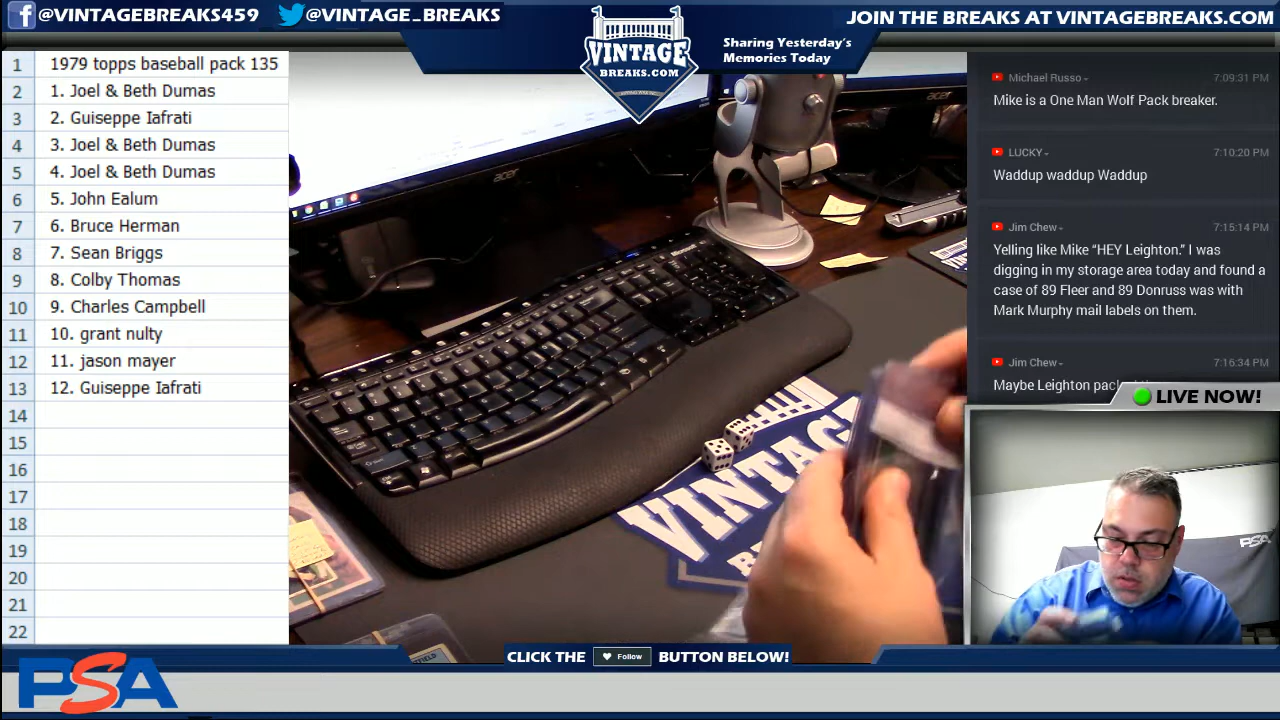 @VINTAGEBREAKS459
@VINTAGE_BREAKS
VINTAGE
BREAKS.COM
Sharing Yesterday's
Memories Today
JOIN THE BREAKS AT VINTAGEBREAKS.COM
1 1979 topps baseball pack 135
2 1. Joel & Beth Dumas
3 2. Guiseppe Iafrati
4 3. Joel & Beth Dumas
5 4. Joel & Beth Dumas
6 5. John Ealum
7 6. Bruce Herman
8 7. Sean Briggs
9 8. Colby Thomas
10 9. Charles Campbell
11 10. grant nulty
12 11. jason mayer
13 12. Guiseppe Iafrati
14
15
16
17
18
19
20
21
22
acer
acer
VINTAG
Michael Russo 7:09:31 PM
Mike is a One Man Wolf Pack breaker.
LUCKY 7:10:20 PM
Waddup waddup Waddup
Jim Chew 7:15:14 PM
Yelling like Mike “HEY Leighton.” I was
digging in my storage area today and found a
case of 89 Fleer and 89 Donruss was with
Mark Murphy mail labels on them.
Jim Chew 7:16:34 PM
Maybe Leighton
LIVE NOW!
PSA
CLICK THE Follow BUTTON BELOW!
PSA